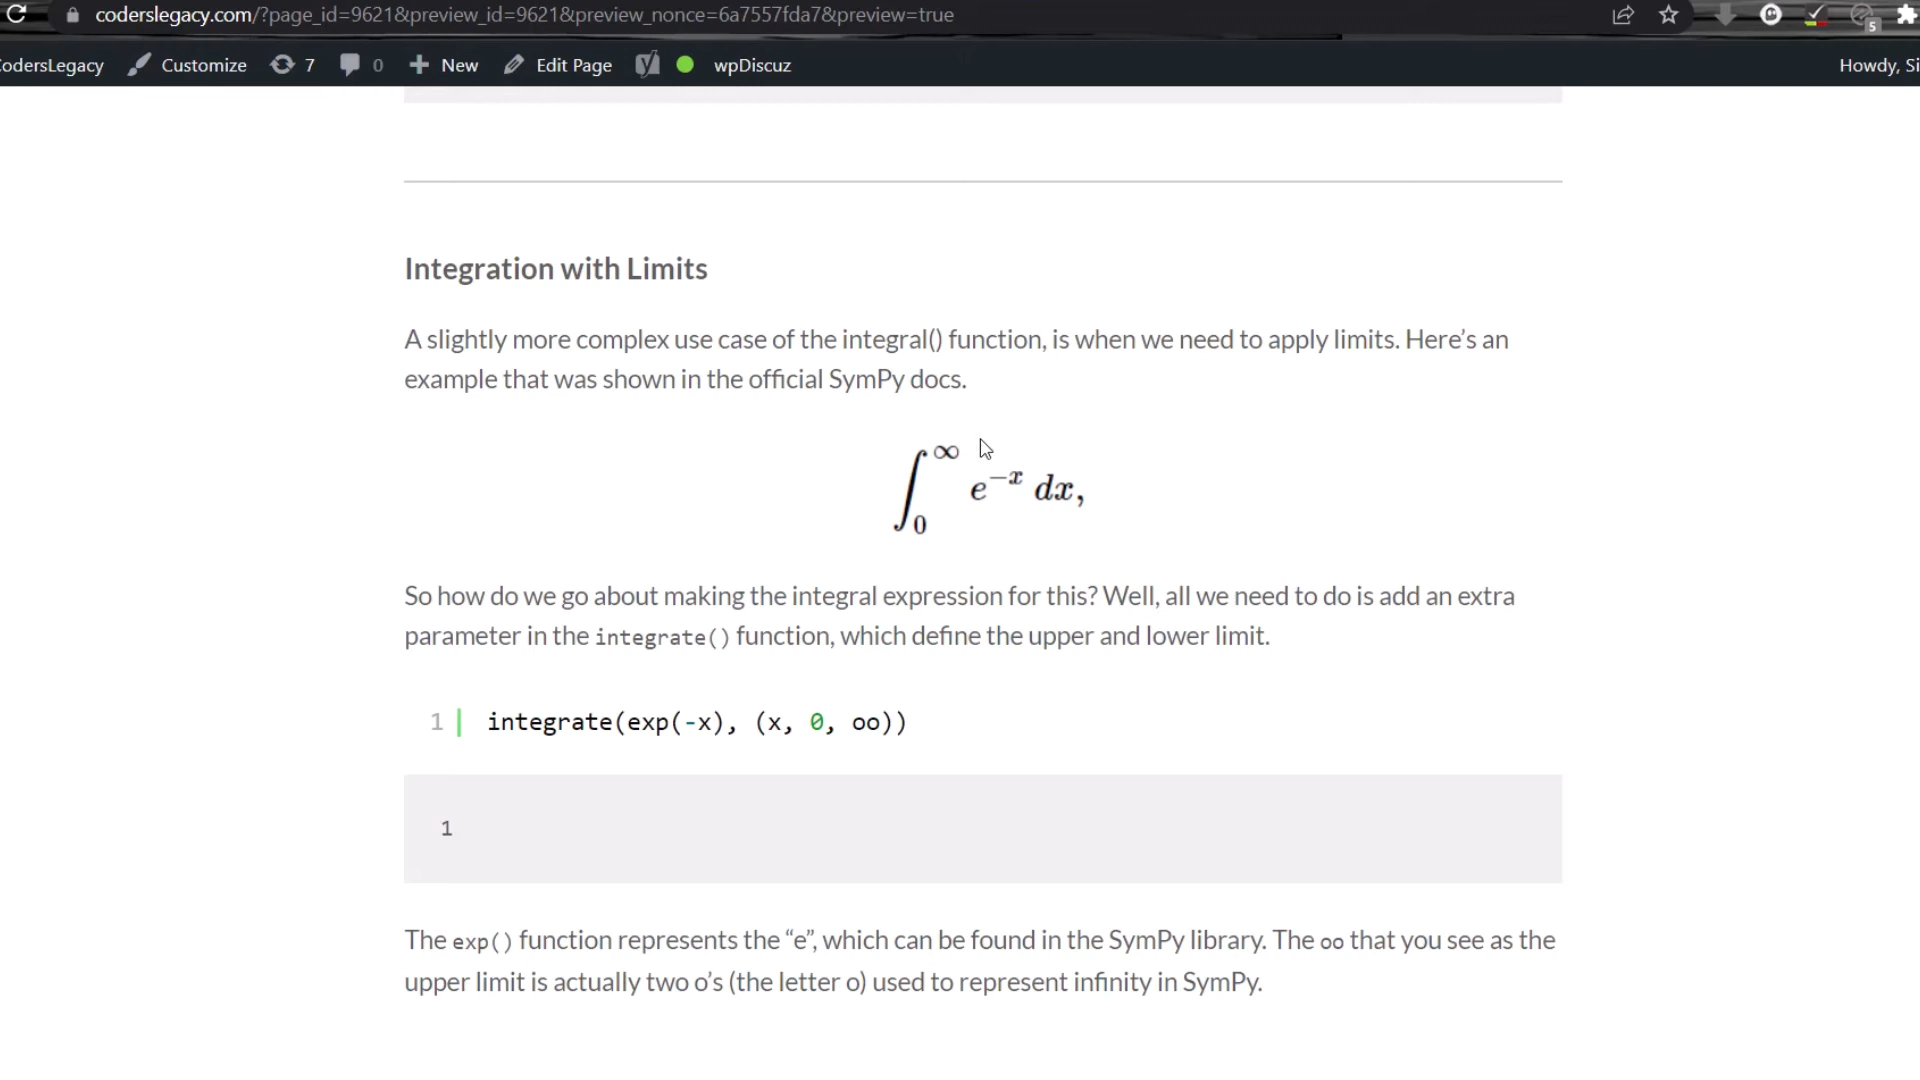 coderslegacy.com/?page_id=9621&preview_id=9621&preview_nonce=6a7557fda7&preview=true
5
odersLegacy Customize 7 0 New Edit Page wpDiscuz Howdy, Si
Integration with Limits
A slightly more complex use case of the integral() function, is when we need to apply limits. Here’s an
example that was shown in the official SymPy docs.
∫₀^∞ e^{−x} dx,
So how do we go about making the integral expression for this? Well, all we need to do is add an extra
parameter in the integrate() function, which define the upper and lower limit.
1 integrate(exp(-x), (x, 0, oo))
1
The exp() function represents the “e”, which can be found in the SymPy library. The oo that you see as the
upper limit is actually two o’s (the letter o) used to represent infinity in SymPy.